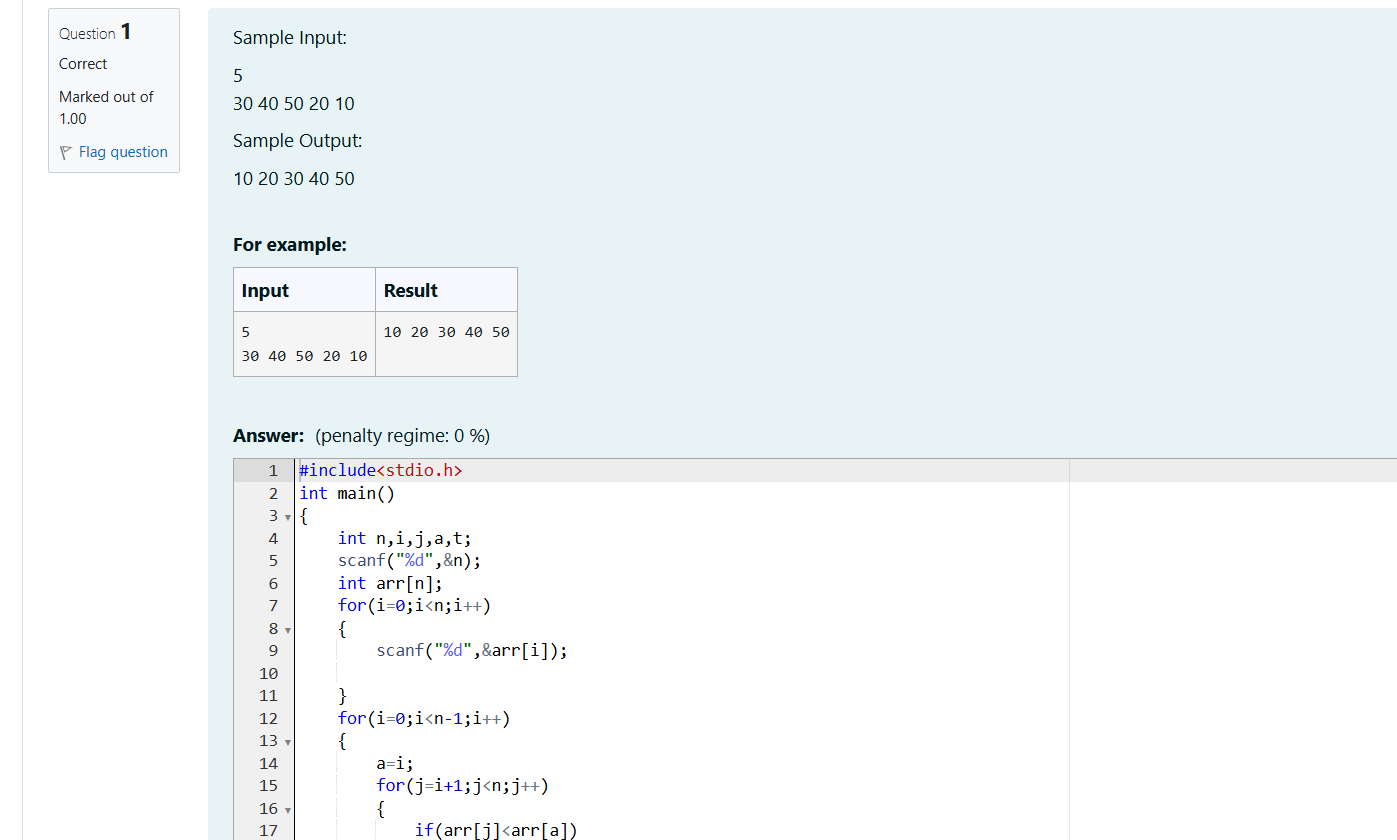 Question 1
Correct
Marked out of
1.00
Flag question
Sample Input:
5
30 40 50 20 10
Sample Output:
10 20 30 40 50
For example:
Input Result
5 10 20 30 40 50
30 40 50 20 10
Answer: (penalty regime: 0 %)
1 #include<stdio.h>
2 int main()
3 {
4 int n,i,j,a,t;
5 scanf("%d",&n);
6 int arr[n];
7 for(i=0;i<n;i++)
8 {
9 scanf("%d",&arr[i]);
10
11 }
12 for(i=0;i<n-1;i++)
13 {
14 a=i;
15 for(j=i+1;j<n;j++)
16 {
17 if(arr[j]<arr[a])